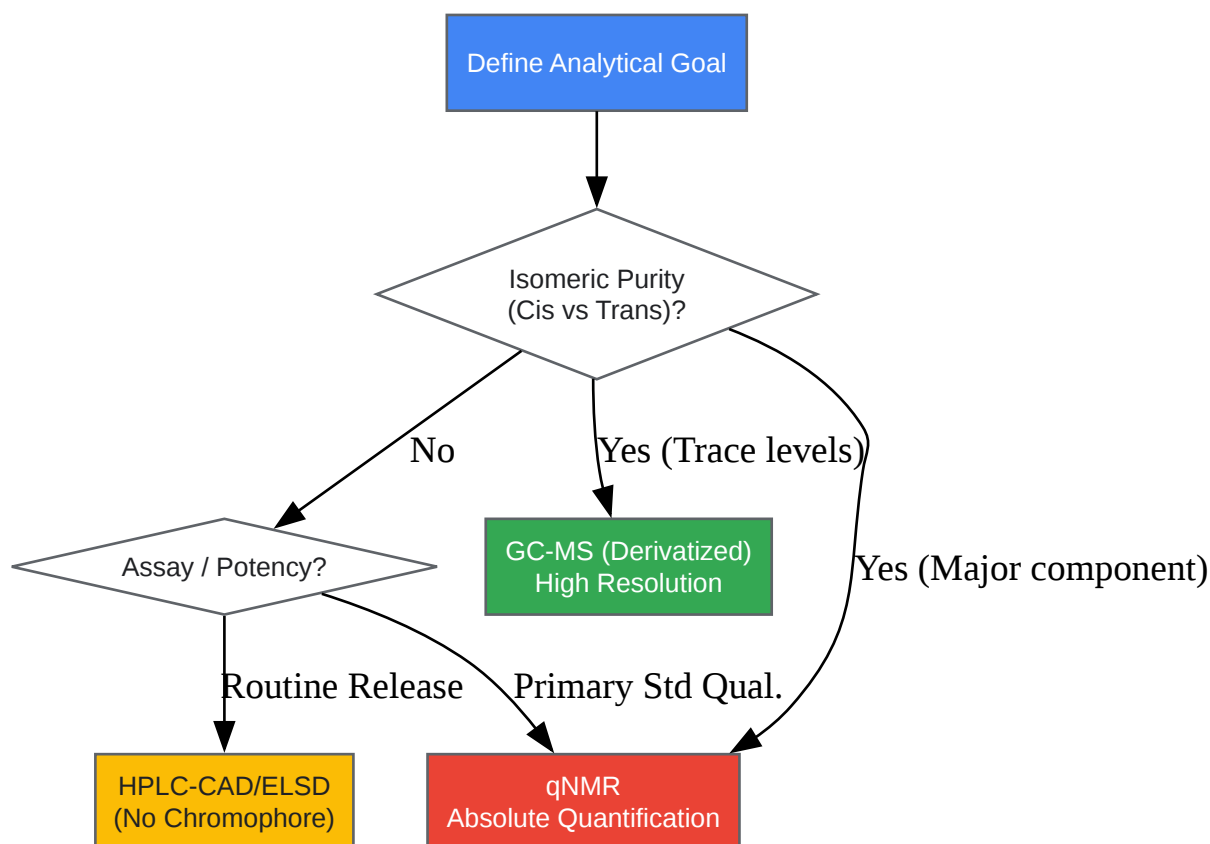 Define Analytical Goal
Isomeric Purity
(Cis vs Trans)?
No
Yes (Trace levels)
GC-MS (Derivatized)
High Resolution
Assay / Potency?
Yes (Major component)
Routine Release
Primary Std Qual.
HPLC-CAD/ELSD
(No Chromophore)
qNMR
Absolute Quantification